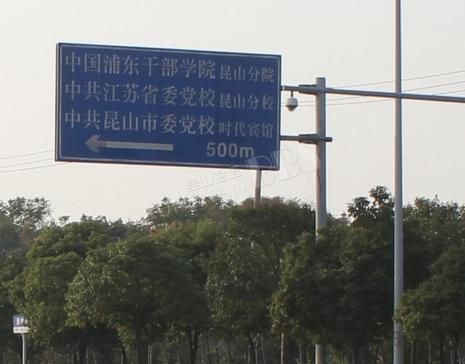 中国浦东干部学院 昆山分院
中共江苏省委党校 昆山分校
中共昆山市委党校 时代宾馆
500m